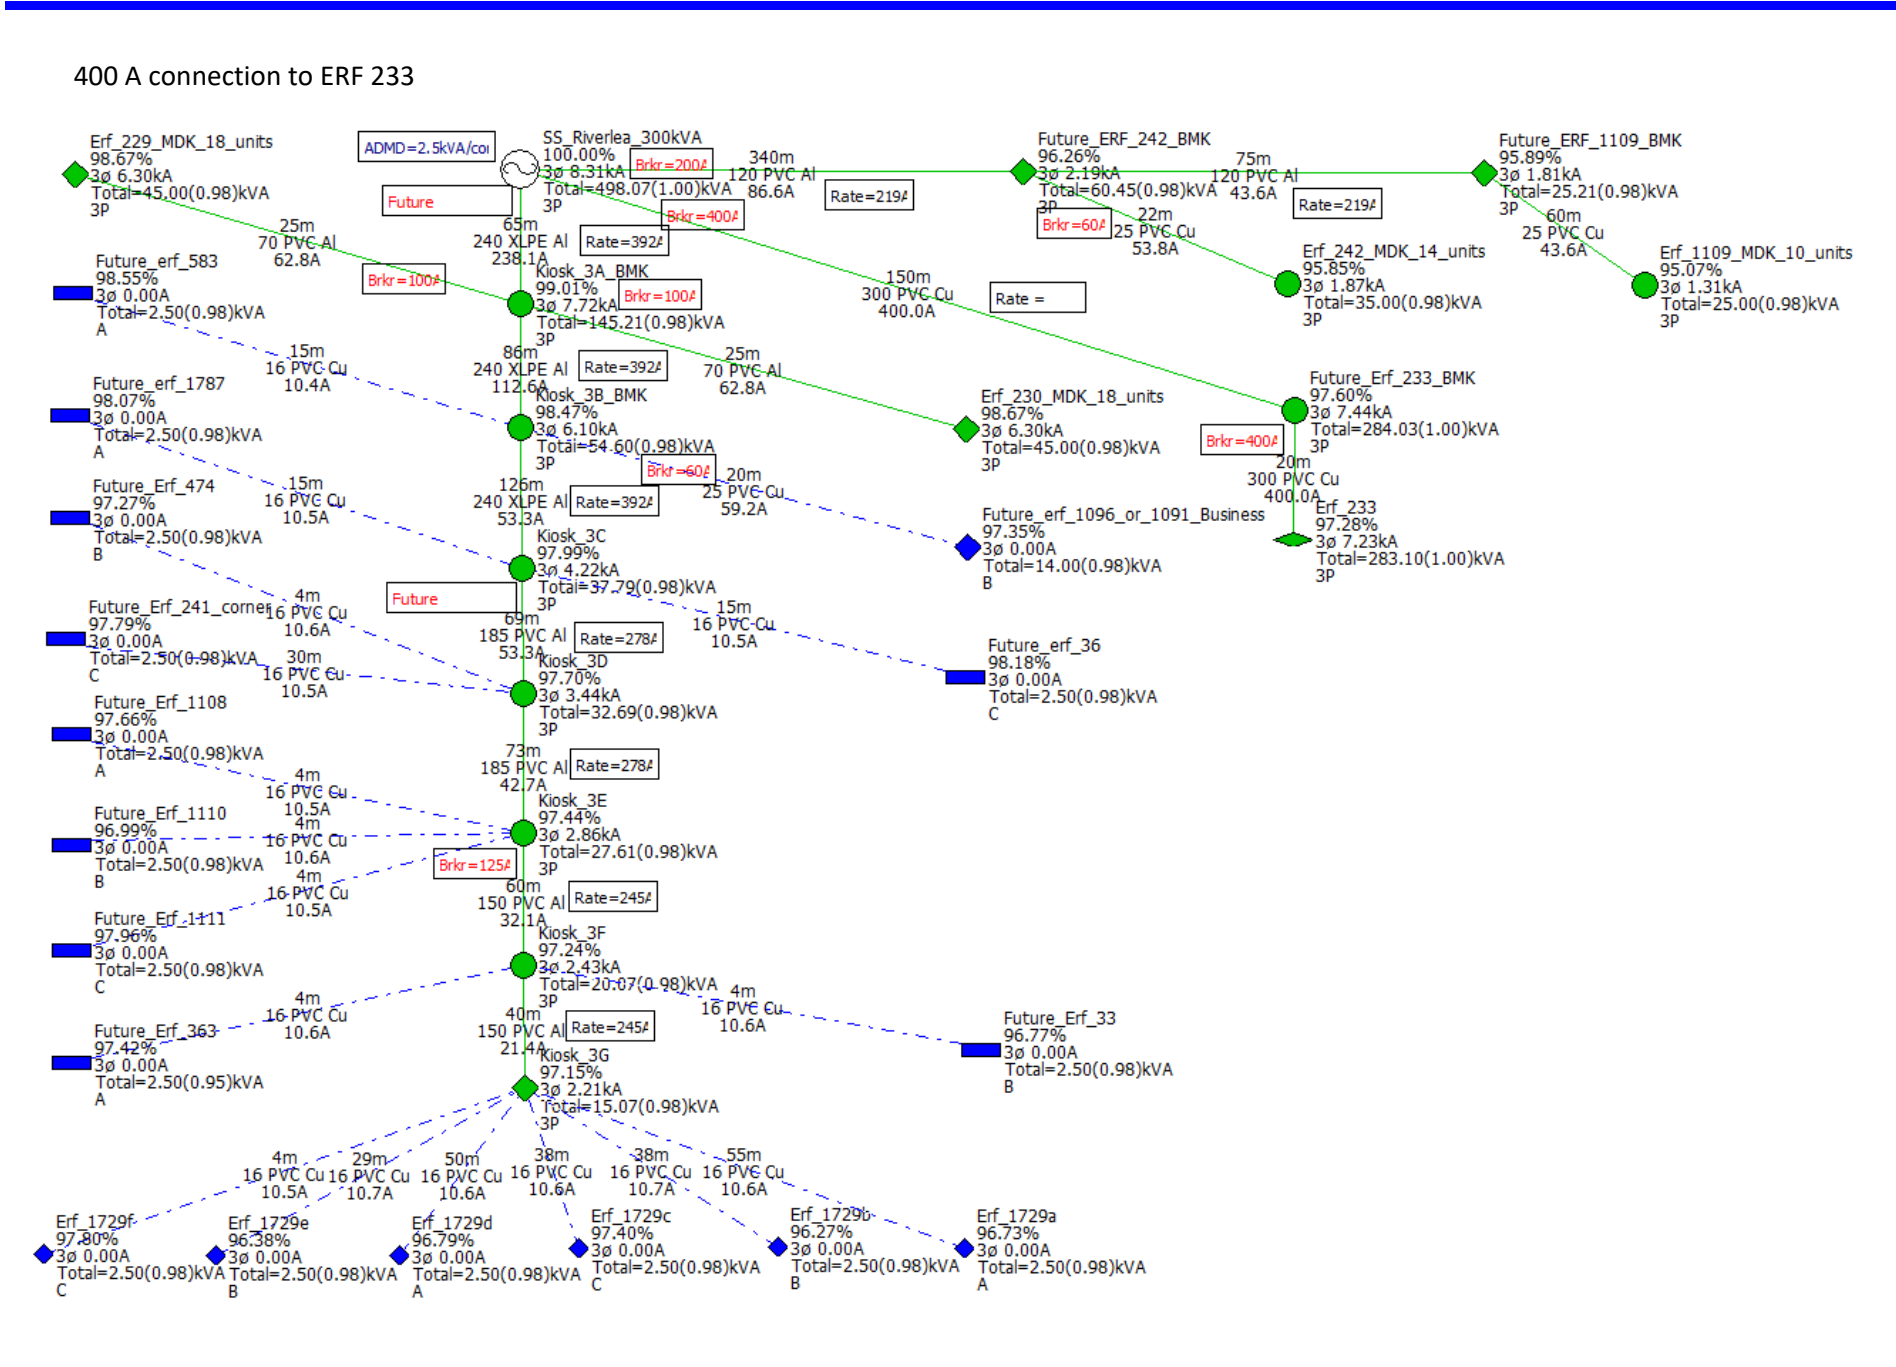 400 A connection to ERF 233
Erf_229_MDK_18_units
98.67%
3ø 6.30kA
Total=45.00(0.98)kVA
3P
ADMD=2.5kVA/co
SS_Riverlea_300kVA
100.00%
3ø 8.31kA
Total=498.07(1.00)kVA
3P
Brkr=200A
340m
120 PVC Al
86.6A
Rate=219A
Future_ERF_242_BMK
96.26%
3ø 2.19kA
Total=60.45(0.98)kVA
3P
75m
120 PVC Al
43.6A
Rate=219A
Future_ERF_1109_BMK
95.89%
3ø 1.81kA
Total=25.21(0.98)kVA
3P
Future
Brkr=400A
Brkr=60A
22m
25 PVC Cu
53.8A
60m
25 PVC Cu
43.6A
25m
70 PVC Al
62.8A
65m
240 XLPE Al
238.1A
Rate=392A
Erf_242_MDK_14_units
95.85%
3ø 1.87kA
Total=35.00(0.98)kVA
3P
Erf_1109_MDK_10_units
95.07%
3ø 1.31kA
Total=25.00(0.98)kVA
3P
Future_erf_583
98.55%
3ø 0.00A
Total=2.50(0.98)kVA
A
Brkr=100A
Kiosk_3A_BMK
99.01%
3ø 7.72kA
Total=145.21(0.98)kVA
3P
Brkr=100A
150m
300 PVC Cu
400.0A
Rate =
15m
16 PVC Cu
10.4A
86m
240 XLPE Al
112.6A
Rate=392A
25m
70 PVC Al
62.8A
Future_erf_1787
98.07%
3ø 0.00A
Total=2.50(0.98)kVA
A
Kiosk_3B_BMK
98.47%
3ø 6.10kA
Total=54.60(0.98)kVA
3P
Erf_230_MDK_18_units
98.67%
3ø 6.30kA
Total=45.00(0.98)kVA
3P
Future_Erf_233_BMK
97.60%
3ø 7.44kA
Total=284.03(1.00)kVA
3P
Brkr=400A
Brkr=60A
20m
25 PVC Cu
59.2A
20m
300 PVC Cu
400.0A
15m
16 PVC Cu
10.5A
126m
240 XLPE Al
53.3A
Rate=392A
Future_Erf_474
97.27%
3ø 0.00A
Total=2.50(0.98)kVA
B
Future_erf_1096_or_1091_Business
97.35%
3ø 0.00A
Total=14.00(0.98)kVA
B
Erf_233
97.28%
3ø 7.23kA
Total=283.10(1.00)kVA
3P
Kiosk_3C
97.99%
3ø 4.22kA
Total=37.79(0.98)kVA
3P
Future
4m
16 PVC Cu
10.6A
15m
16 PVC Cu
10.5A
Future_Erf_241_corner
97.79%
3ø 0.00A
Total=2.50(0.98)kVA
C
30m
16 PVC Cu
10.5A
69m
185 PVC Al
53.3A
Rate=278A
Future_erf_36
98.18%
3ø 0.00A
Total=2.50(0.98)kVA
C
Kiosk_3D
97.70%
3ø 3.44kA
Total=32.69(0.98)kVA
3P
Future_Erf_1108
97.66%
3ø 0.00A
Total=2.50(0.98)kVA
A
4m
16 PVC Cu
10.5A
73m
185 PVC Al
42.7A
Rate=278A
Future_Erf_1110
96.99%
3ø 0.00A
Total=2.50(0.98)kVA
B
4m
16 PVC Cu
10.6A
Kiosk_3E
97.44%
3ø 2.86kA
Total=27.61(0.98)kVA
3P
Brkr=125A
4m
16 PVC Cu
10.5A
60m
150 PVC Al
32.1A
Rate=245A
Future_Erf_1111
97.96%
3ø 0.00A
Total=2.50(0.98)kVA
C
Kiosk_3F
97.24%
3ø 2.43kA
Total=20.07(0.98)kVA
3P
4m
16 PVC Cu
10.6A
4m
16 PVC Cu
10.6A
40m
150 PVC Al
21.4A
Rate=245A
Future_Erf_363
97.42%
3ø 0.00A
Total=2.50(0.95)kVA
A
Future_Erf_33
96.77%
3ø 0.00A
Total=2.50(0.98)kVA
B
Kiosk_3G
97.15%
3ø 2.21kA
Total=15.07(0.98)kVA
3P
4m
16 PVC Cu
10.5A
29m
16 PVC Cu
10.7A
50m
16 PVC Cu
10.6A
38m
16 PVC Cu
10.6A
38m
16 PVC Cu
10.7A
55m
16 PVC Cu
10.6A
Erf_1729f
97.80%
3ø 0.00A
Total=2.50(0.98)kVA
C
Erf_1729e
96.38%
3ø 0.00A
Total=2.50(0.98)kVA
B
Erf_1729d
96.79%
3ø 0.00A
Total=2.50(0.98)kVA
A
Erf_1729c
97.40%
3ø 0.00A
Total=2.50(0.98)kVA
C
Erf_1729b
96.27%
3ø 0.00A
Total=2.50(0.98)kVA
B
Erf_1729a
96.73%
3ø 0.00A
Total=2.50(0.98)kVA
A